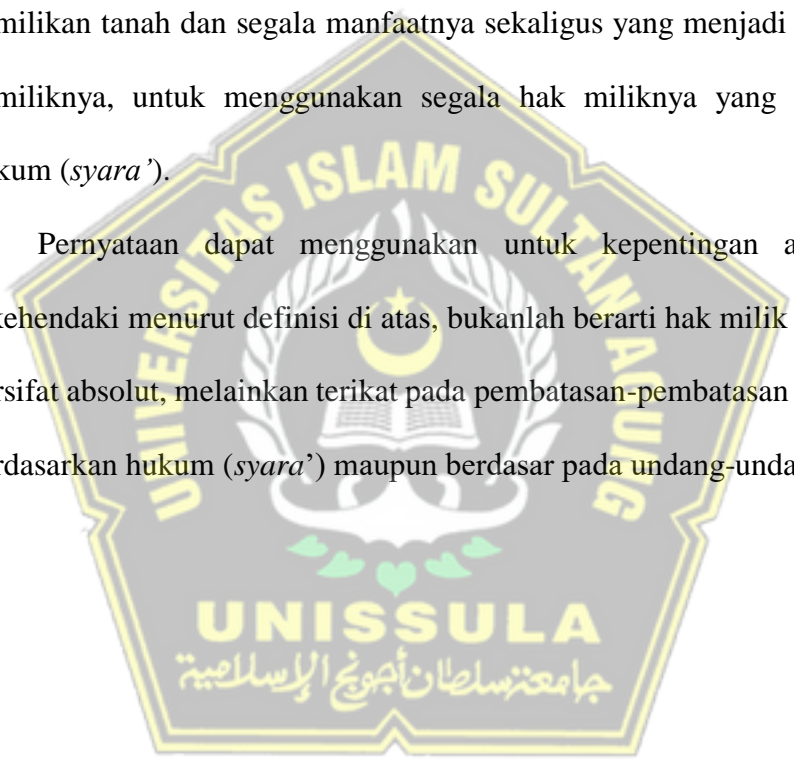 milikan tanah dan segala manfaatnya sekaligus yang menjadi
miliknya, untuk menggunakan segala hak miliknya yang
kum (syara’).
Pernyataan dapat menggunakan untuk kepentingan a
kehendaki menurut definisi di atas, bukanlah berarti hak milik
rsifat absolut, melainkan terikat pada pembatasan-pembatasan
rdasarkan hukum (syara’) maupun berdasar pada undang-unda
UNIVERSITAS ISLAM SULTAN AGUNG
UNISSULA
جامعنسلطان أجونج الإسلامية